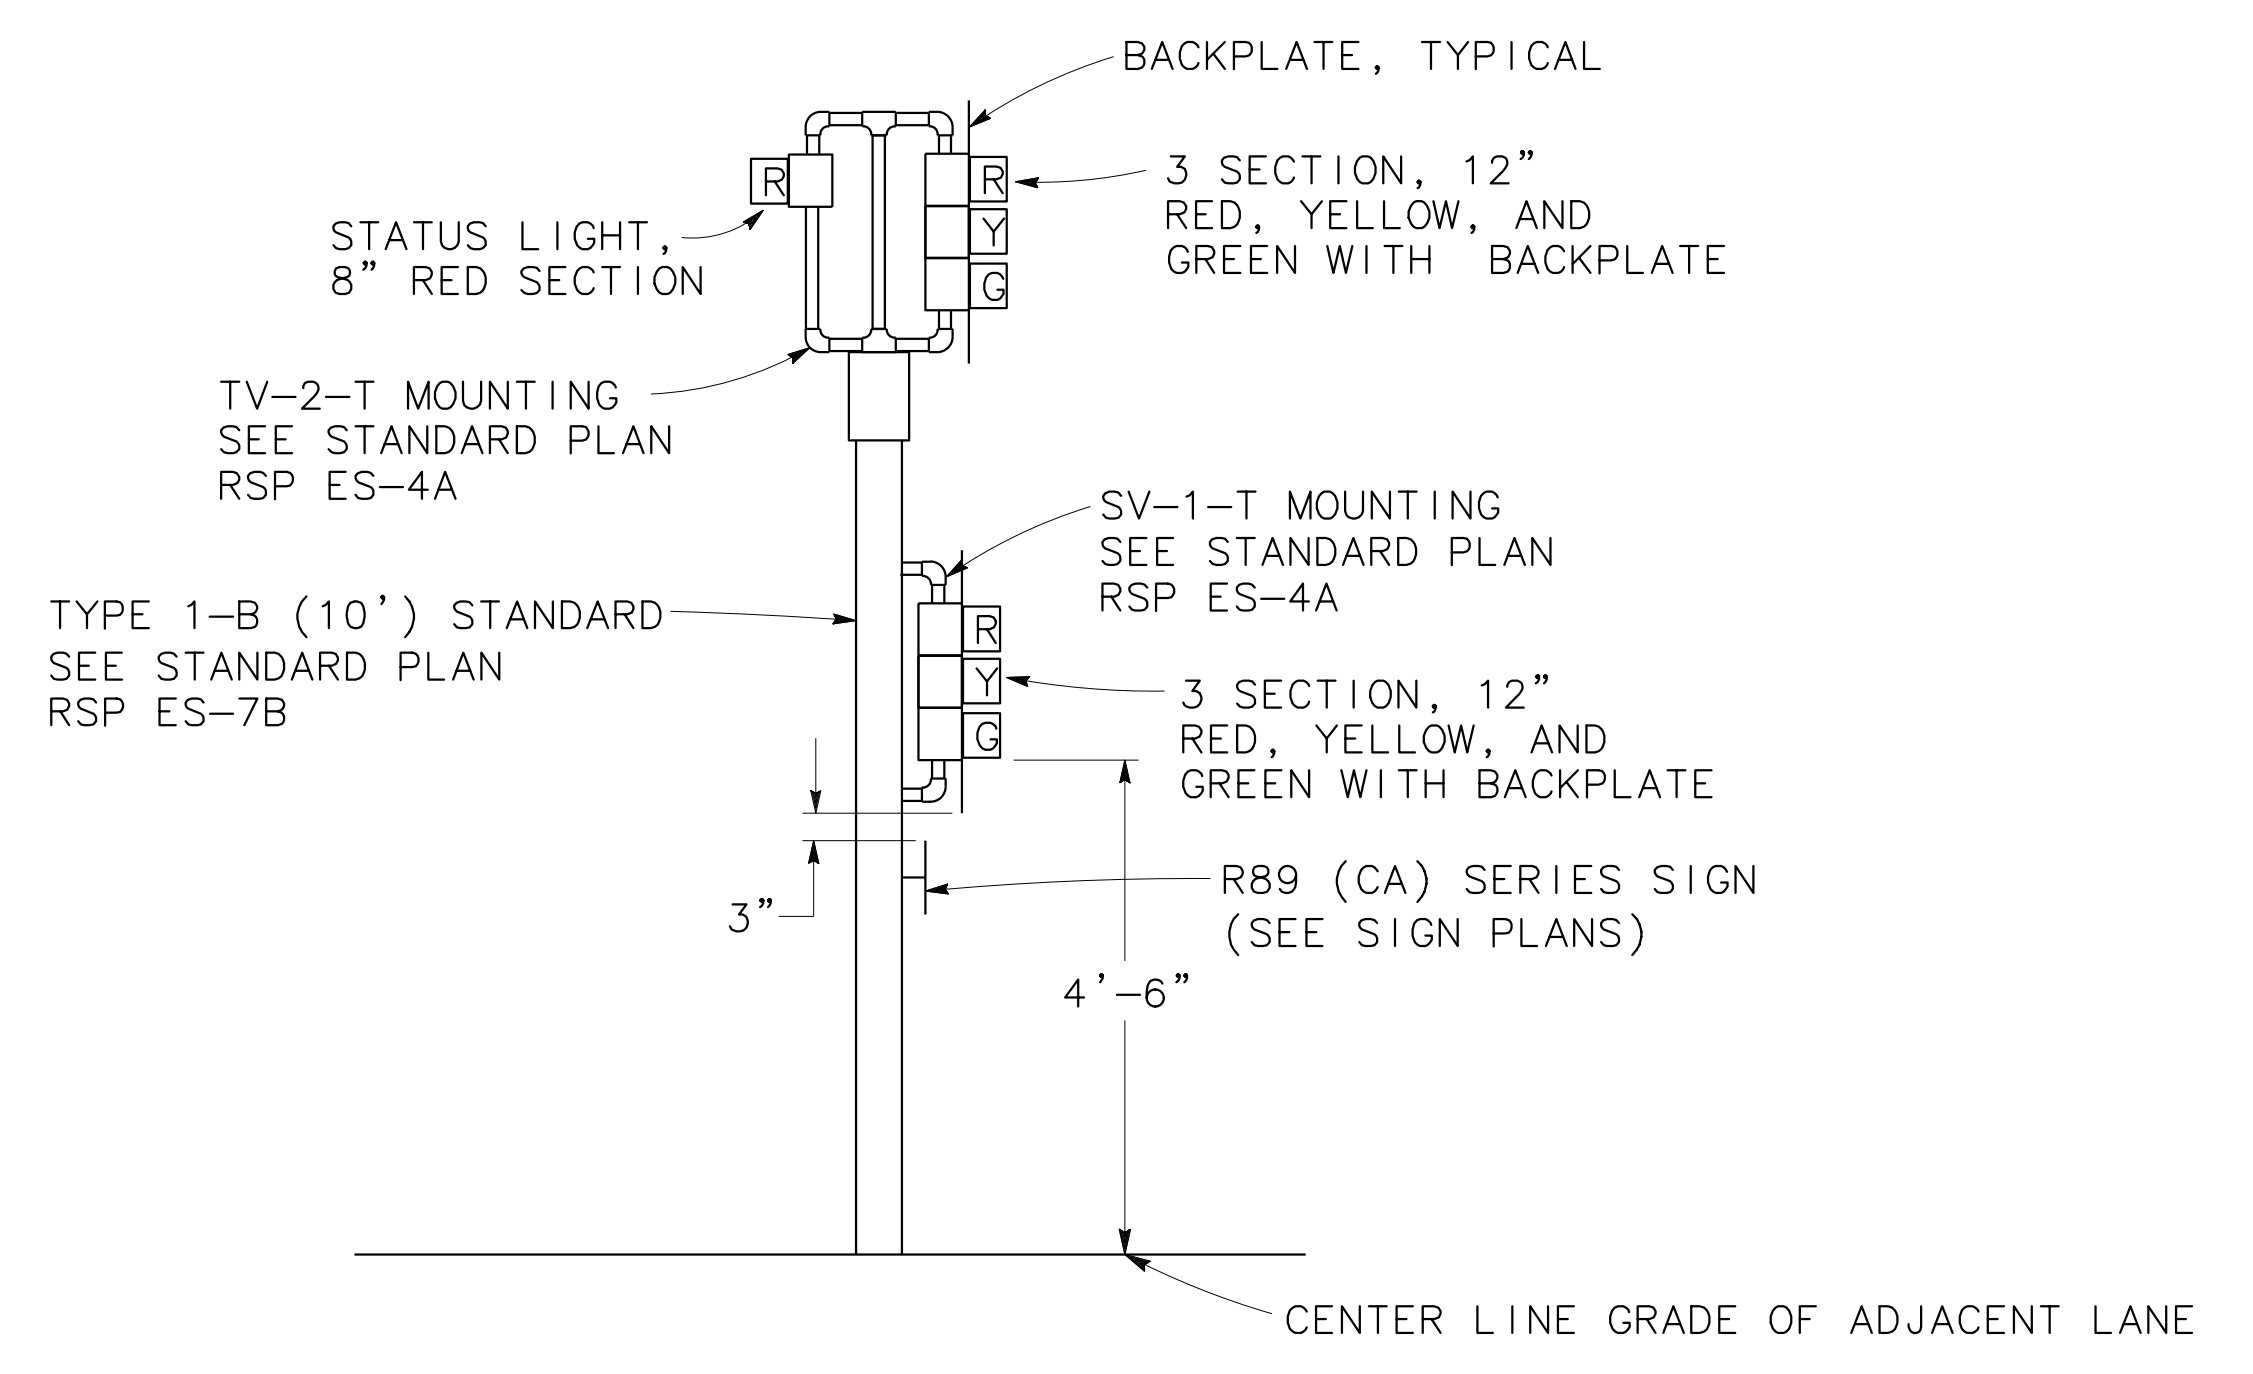 BACKPLATE, TYPICAL
R
R
Y
G
3 SECTION, 12”
RED, YELLOW, AND
GREEN WITH BACKPLATE
STATUS LIGHT,
8” RED SECTION
TV-2-T MOUNTING
SEE STANDARD PLAN
RSP ES-4A
SV-1-T MOUNTING
SEE STANDARD PLAN
RSP ES-4A
TYPE 1-B (10’) STANDARD
SEE STANDARD PLAN
RSP ES-7B
R
Y
G
3 SECTION, 12”
RED, YELLOW, AND
GREEN WITH BACKPLATE
3”
R89 (CA) SERIES SIGN
(SEE SIGN PLANS)
4’-6”
CENTER LINE GRADE OF ADJACENT LANE